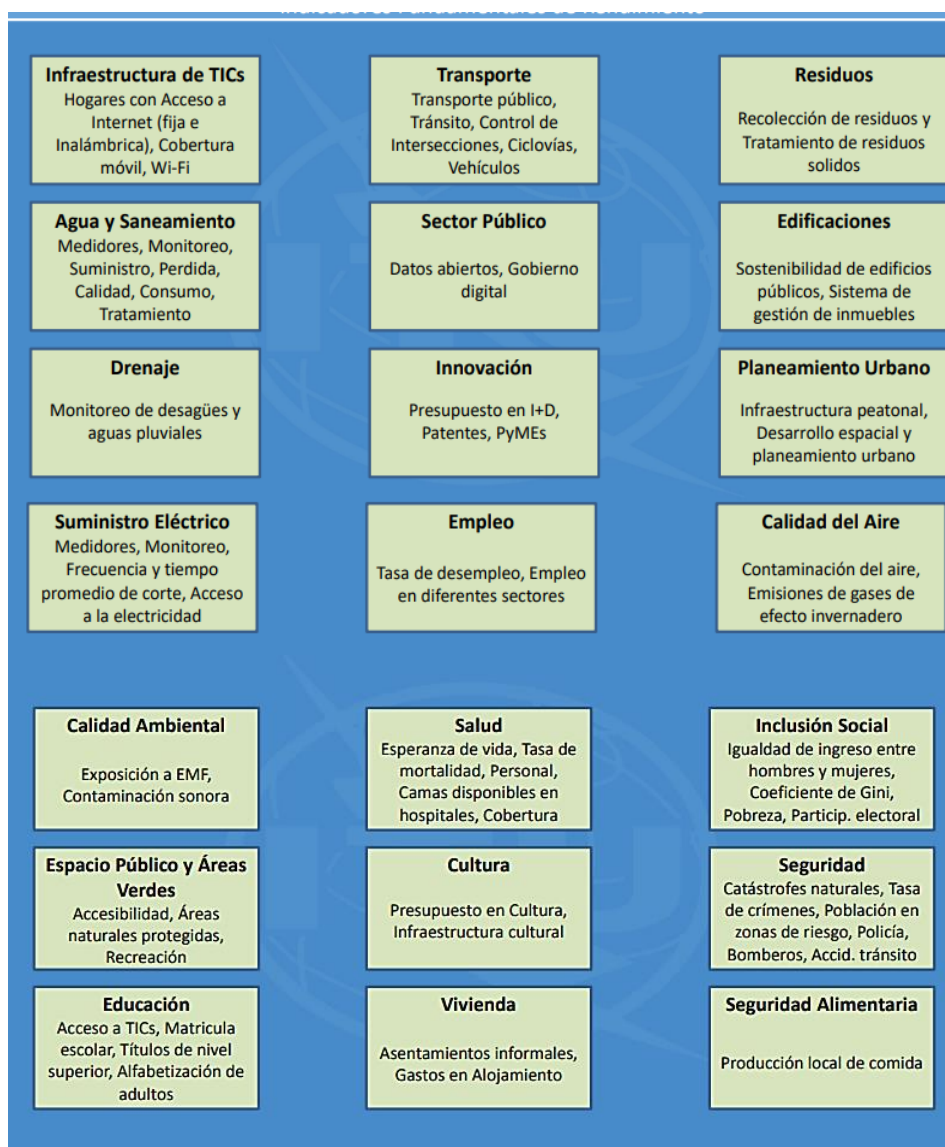 Indicadores Fundamentales de Rendimiento
Infraestructura de TICs
Hogares con Acceso a
Internet (fija e
Inalámbrica), Cobertura
móvil, Wi-Fi
Transporte
Transporte público,
Tránsito, Control de
Intersecciones, Ciclovías,
Vehículos
Residuos
Recolección de residuos y
Tratamiento de residuos
solidos
Agua y Saneamiento
Medidores, Monitoreo,
Suministro, Perdida,
Calidad, Consumo,
Tratamiento
Sector Público
Datos abiertos, Gobierno
digital
Edificaciones
Sostenibilidad de edificios
públicos, Sistema de
gestión de inmuebles
Drenaje
Monitoreo de desagües y
aguas pluviales
Innovación
Presupuesto en I+D,
Patentes, PyMEs
Planeamiento Urbano
Infraestructura peatonal,
Desarrollo espacial y
planeamiento urbano
Suministro Eléctrico
Medidores, Monitoreo,
Frecuencia y tiempo
promedio de corte, Acceso
a la electricidad
Empleo
Tasa de desempleo, Empleo
en diferentes sectores
Calidad del Aire
Contaminación del aire,
Emisiones de gases de
efecto invernadero
Calidad Ambiental
Exposición a EMF,
Contaminación sonora
Salud
Esperanza de vida, Tasa de
mortalidad, Personal,
Camas disponibles en
hospitales, Cobertura
Inclusión Social
Igualdad de ingreso entre
hombres y mujeres,
Coeficiente de Gini,
Pobreza, Particip. electoral
Espacio Público y Áreas
Verdes
Accesibilidad, Áreas
naturales protegidas,
Recreación
Cultura
Presupuesto en Cultura,
Infraestructura cultural
Seguridad
Catástrofes naturales, Tasa
de crímenes, Población en
zonas de riesgo, Policía,
Bomberos, Accid. tránsito
Educación
Acceso a TICs, Matricula
escolar, Títulos de nivel
superior, Alfabetización de
adultos
Vivienda
Asentamientos informales,
Gastos en Alojamiento
Seguridad Alimentaria
Producción local de comida